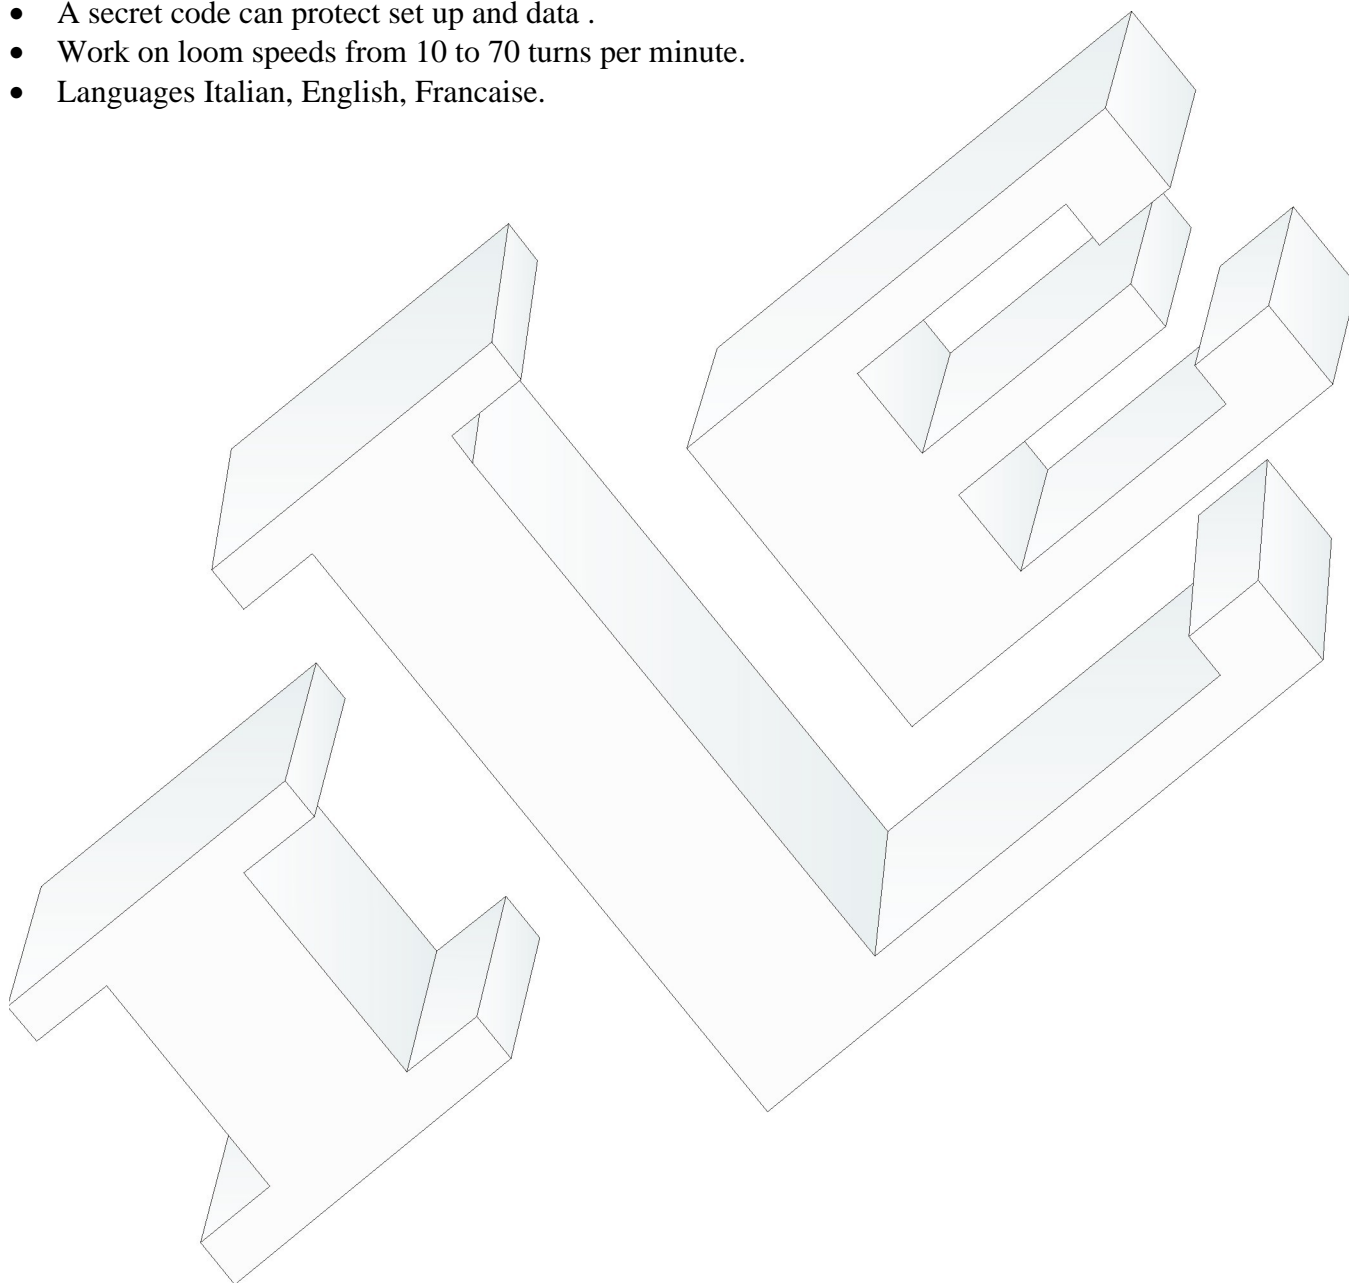 • A secret code can protect set up and data .
• Work on loom speeds from 10 to 70 turns per minute.
• Languages Italian, English, Francaise.
ILE